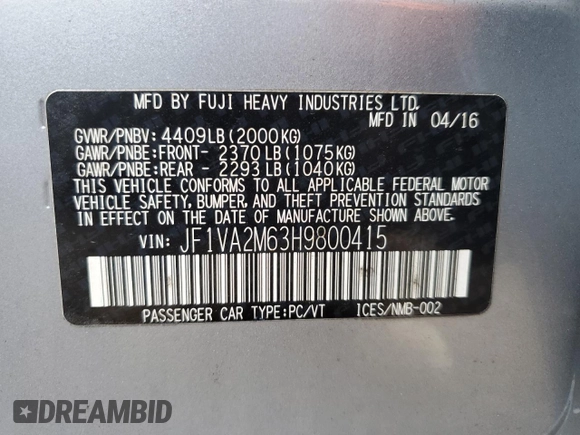 MFD BY FUJI HEAVY INDUSTRIES LTD.
MFD IN 04/16
GVWR/PNBV: 4409LB(2000KG)
GAWR/PNBE:FRONT- 2370LB(1075KG)
GAWR/PNBE:REAR - 2293LB(1040KG)
THIS VEHICLE CONFORMS TO ALL APPLICABLE FEDERAL MOTOR
VEHICLE SAFETY, BUMPER, AND THEFT PREVENTION STANDARDS
IN EFFECT ON THE DATE OF MANUFACTURE SHOWN ABOVE.
VIN: JF1VA2M63H9800415
PASSENGER CAR TYPE:PC/VT ICES/NMB-002
DREAMBID